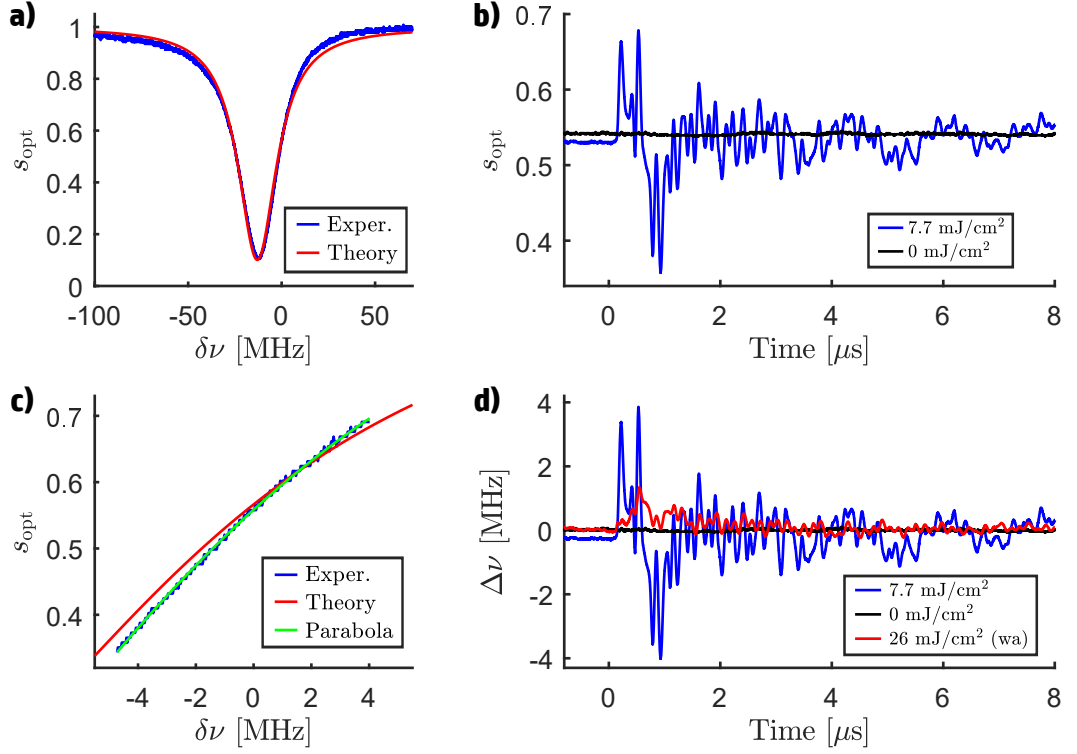 a)
1
0.8
0.6
0.4
0.2
0
-100
-50
0
50
s_opt
δν [MHz]
Exper.
Theory
b)
0.7
0.6
0.5
0.4
0
2
4
6
8
s_opt
Time [μs]
7.7 mJ/cm²
0 mJ/cm²
c)
0.7
0.6
0.5
0.4
-4
-2
0
2
4
s_opt
δν [MHz]
Exper.
Theory
Parabola
d)
4
2
0
-2
-4
0
2
4
6
8
Δν [MHz]
Time [μs]
7.7 mJ/cm²
0 mJ/cm²
26 mJ/cm² (wa)